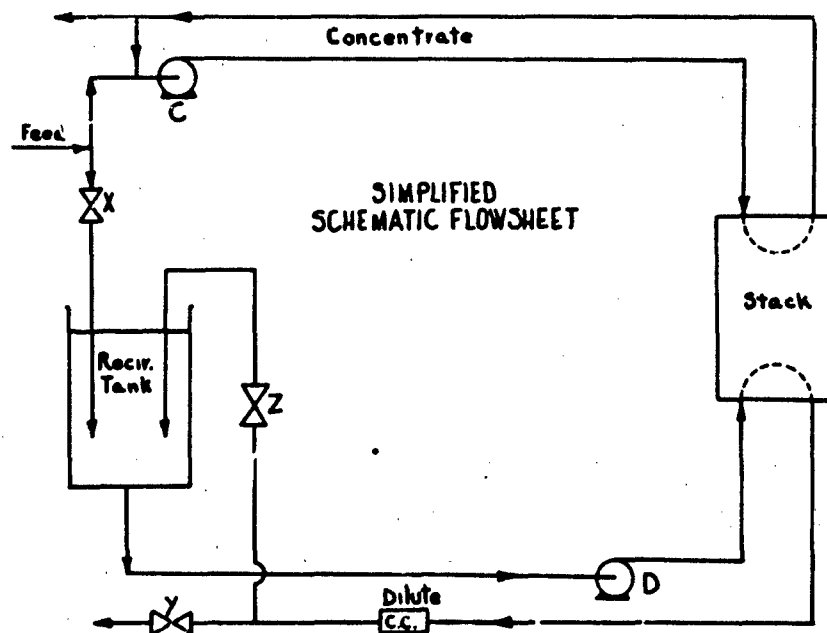 Concentrate
C
Feed
X
SIMPLIFIED
SCHEMATIC FLOWSHEET
Stack
Recir.
Tank
Z
D
Dilute
Y
C.C.